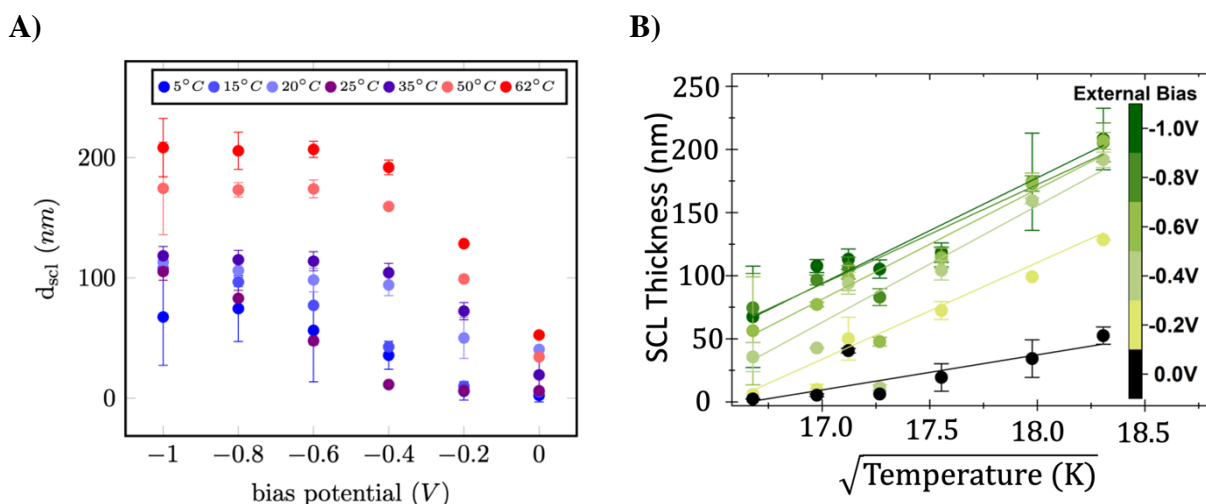 A)
5°C 15°C 20°C 25°C 35°C 50°C 62°C
200
100
0
d_scl (nm)
−1 −0.8 −0.6 −0.4 −0.2 0
bias potential (V)
B)
250
200
150
100
50
0
SCL Thickness (nm)
External Bias
-1.0V
-0.8V
-0.6V
-0.4V
-0.2V
0.0V
17.0 17.5 18.0 18.5
√Temperature (K)